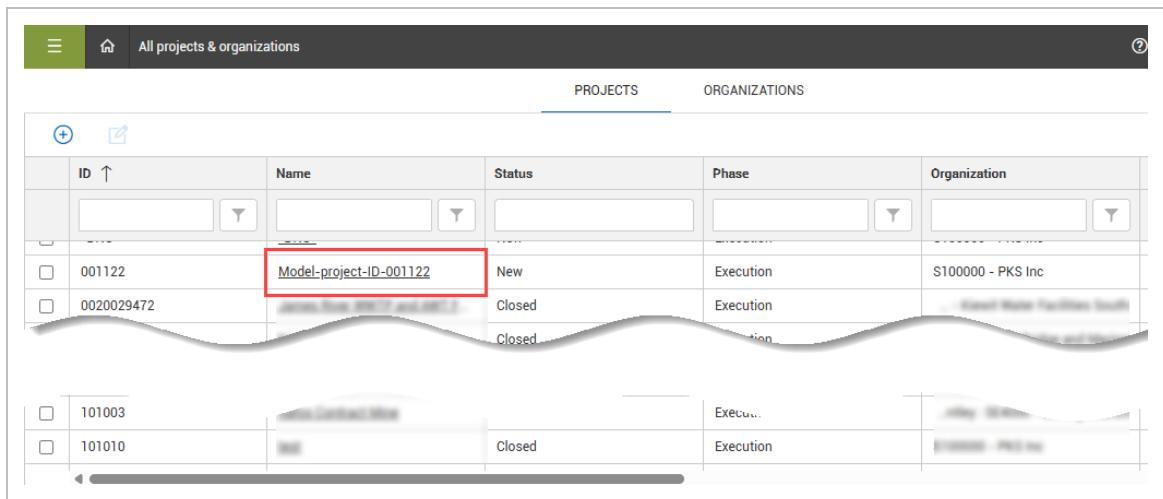 All projects & organizations
PROJECTS ORGANIZATIONS
ID ↑ Name Status Phase Organization
001122 Model-project-ID-001122 New Execution S100000 - PKS Inc
0020029472 Closed Execution
Closed
101003
101010 Closed Execution